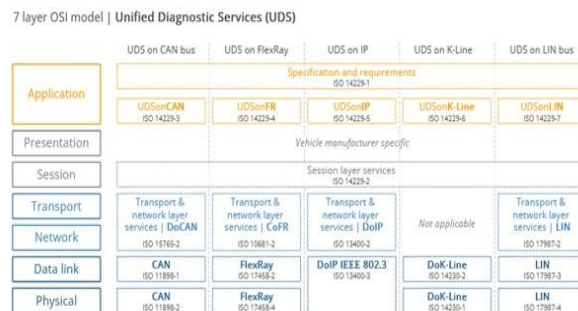 7 layer OSI model | Unified Diagnostic Services (UDS)
UDS on CAN bus UDS on FlexRay UDS on IP UDS on K-Line UDS on LIN bus
Application
Specification and requirements
ISO 14229-1
UDSonCAN UDSonFR UDSonIP UDSonK-Line UDSonLIN
ISO 14229-3 ISO 14229-4 ISO 14229-5 ISO 14229-6 ISO 14229-7
Presentation
Vehicle manufacturer specific
Session
Session layer services
ISO 14229-2
Transport
Network
Transport &
network layer
services | DoCAN
ISO 15765-2
Transport &
network layer
services | CoFR
ISO 10681-2
Transport &
network layer
services | DoIP
ISO 13400-2
Not applicable
Transport &
network layer
services | LIN
ISO 17987-2
Data link
CAN FlexRay DoIP IEEE 802.3 DoK-Line LIN
ISO 11898-1 ISO 17458-2 ISO 13400-3 ISO 14230-2 ISO 17987-3
Physical
CAN FlexRay DoK-Line LIN
ISO 11898-2 ISO 17458-4 ISO 14230-1 ISO 17987-4